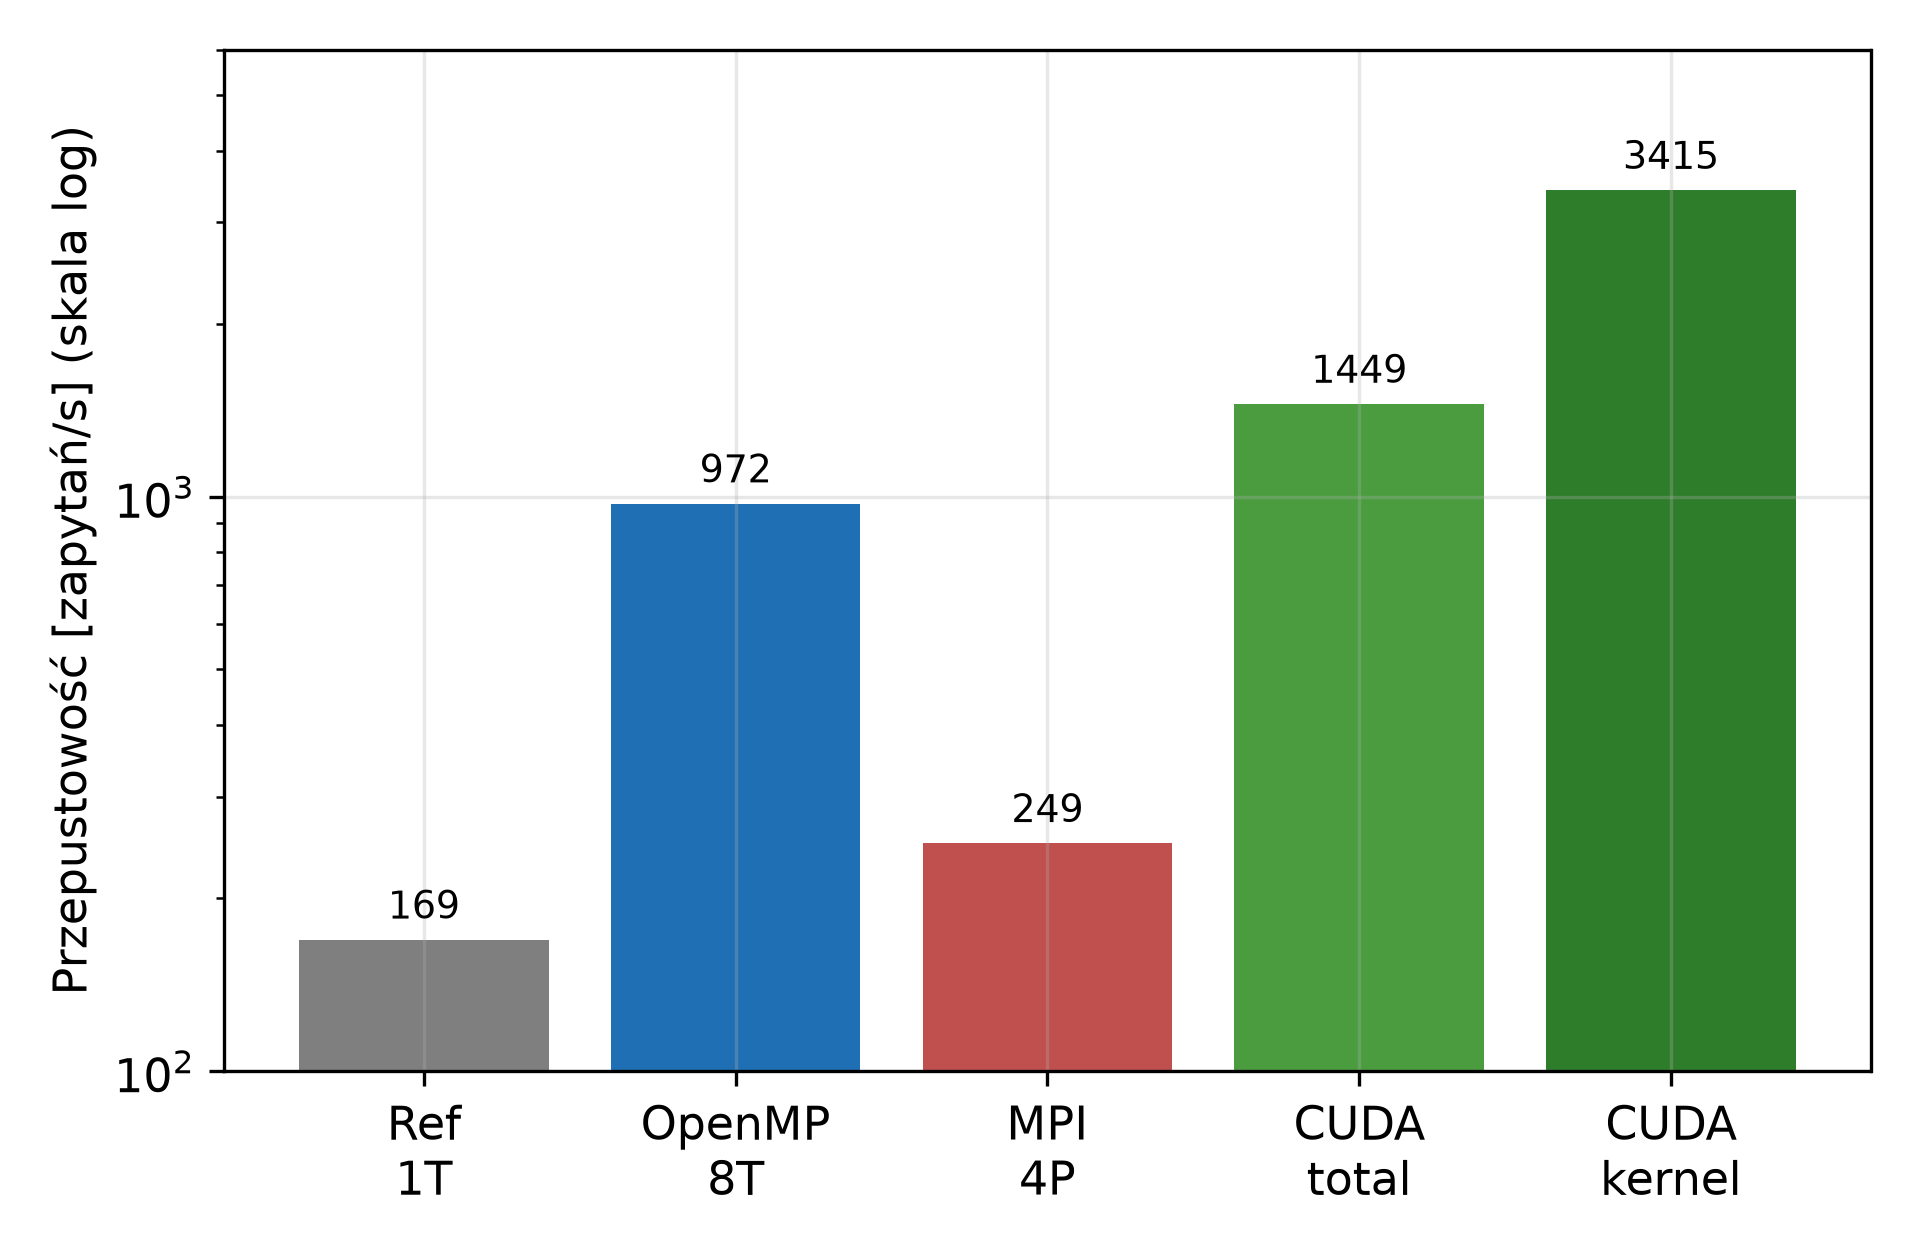 Przepustowość [zapytań/s] (skala log)
10³
10²
169
972
249
1449
3415
Ref
1T
OpenMP
8T
MPI
4P
CUDA
total
CUDA
kernel